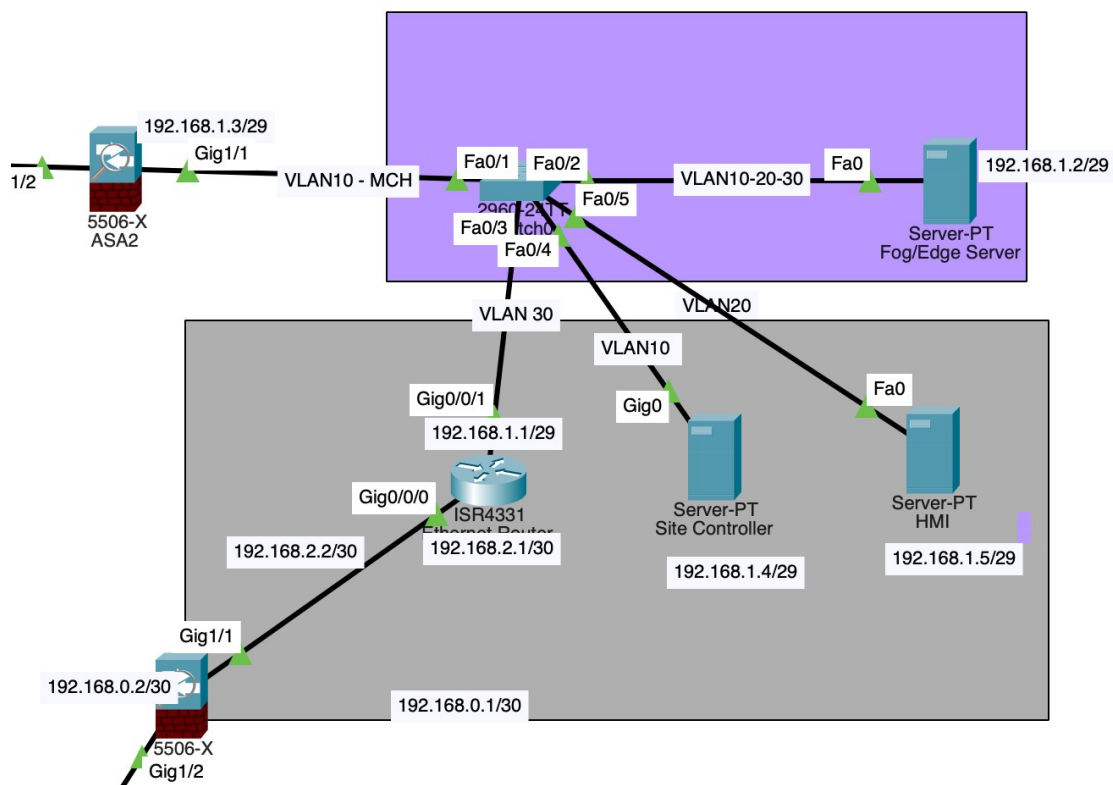 192.168.1.3/29
Gig1/1
1/2
5506-X
ASA2
VLAN10 - MCH
Fa0/1
Fa0/2
Fa0/5
2960-24TT
Fa0/3
Fa0/4
VLAN10-20-30
Fa0
192.168.1.2/29
Server-PT
Fog/Edge Server
VLAN 30
VLAN10
VLAN20
Gig0/0/1
192.168.1.1/29
Gig0
Fa0
Gig0/0/0
ISR4331
Ethernet Router
192.168.2.2/30
192.168.2.1/30
Server-PT
Site Controller
192.168.1.4/29
Server-PT
HMI
192.168.1.5/29
Gig1/1
192.168.0.2/30
192.168.0.1/30
5506-X
Gig1/2